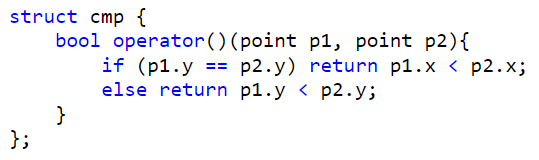 struct cmp {
    bool operator()(point p1, point p2){
        if (p1.y == p2.y) return p1.x < p2.x;
        else return p1.y < p2.y;
    }
};